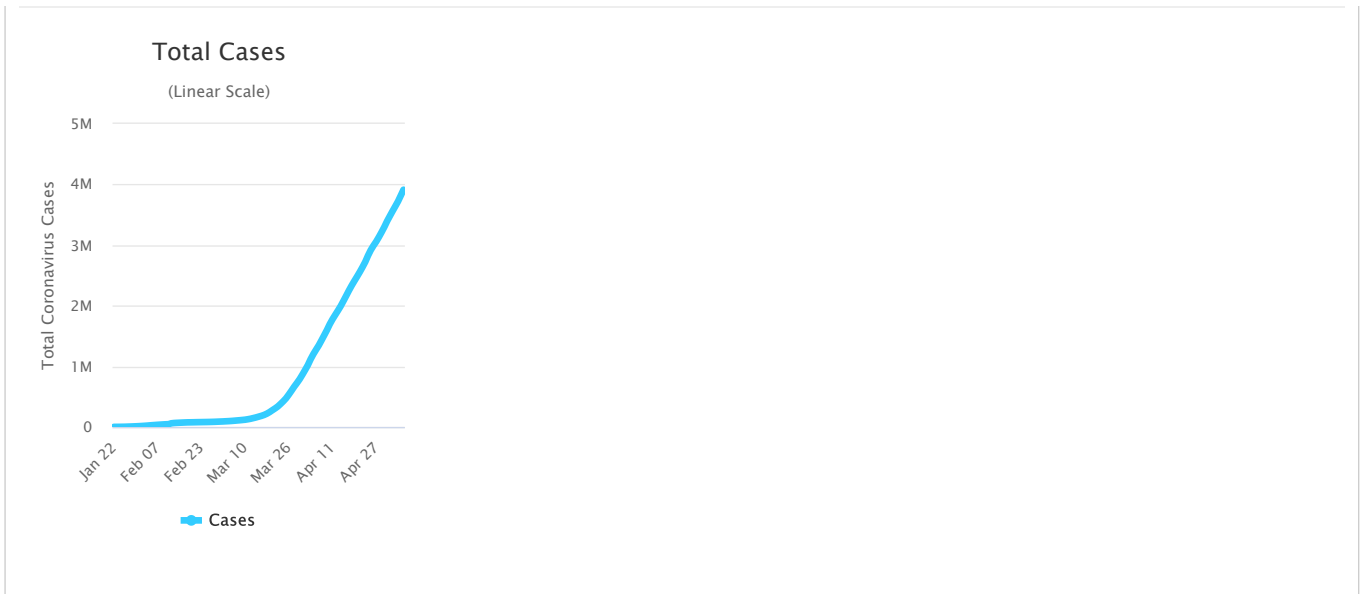 Total Cases
(Linear Scale)
Total Coronavirus Cases
5M
4M
3M
2M
1M
0
Jan 22
Feb 07
Feb 23
Mar 10
Mar 26
Apr 11
Apr 27
Cases